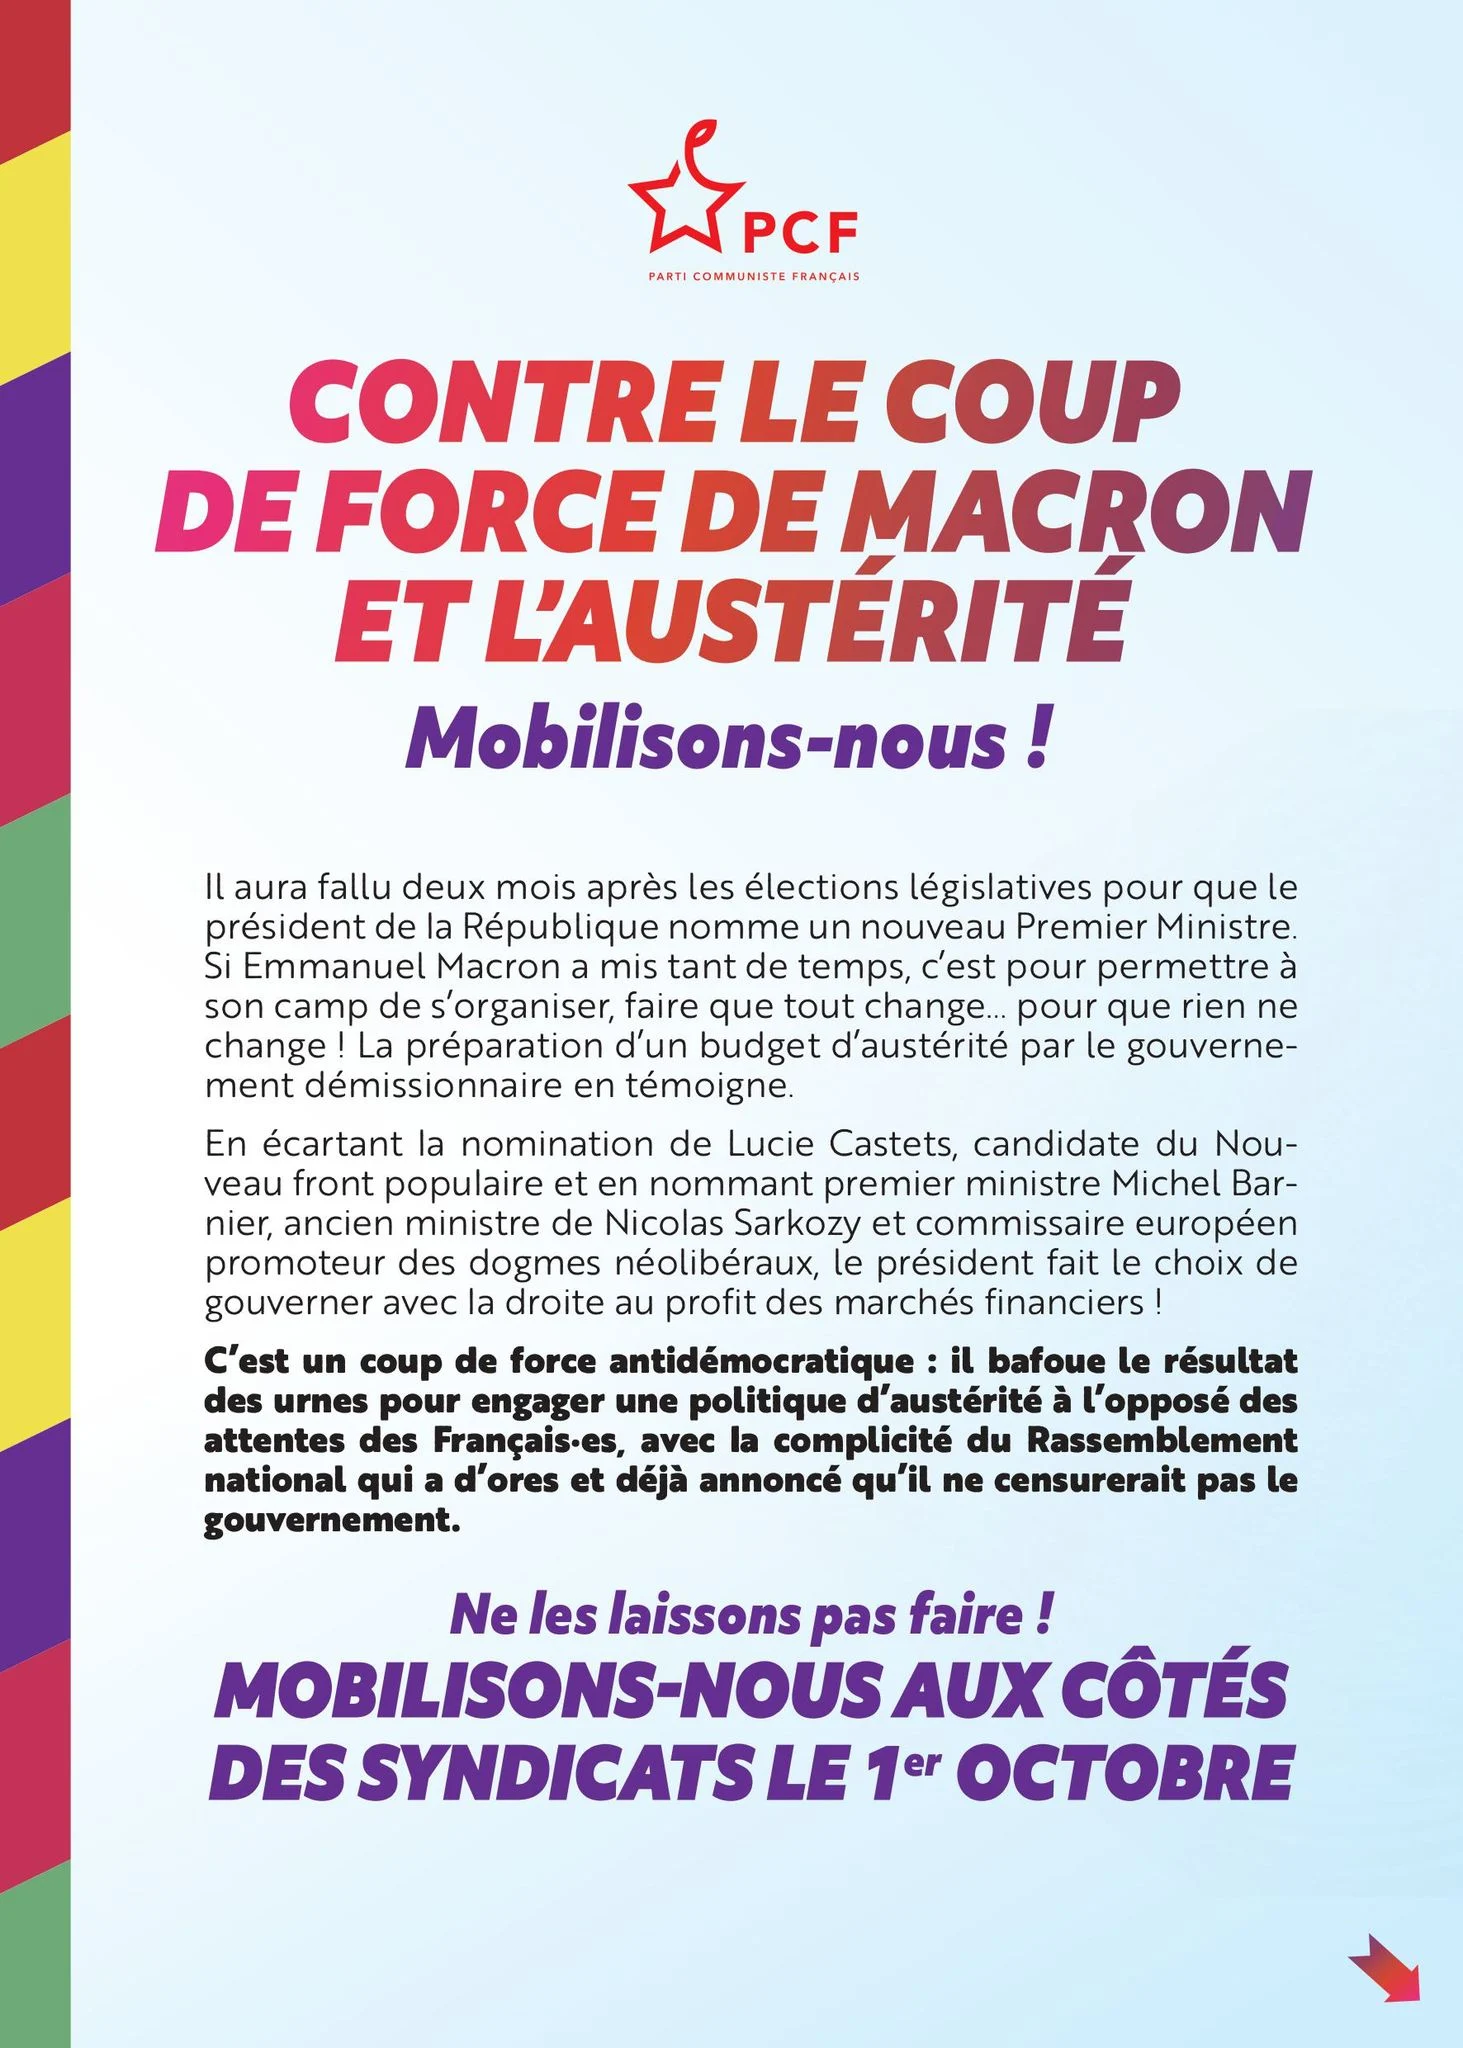 PCF
PARTI COMMUNISTE FRANÇAIS
CONTRE LE COUP
DE FORCE DE MACRON
ET L’AUSTÉRITÉ
Mobilisons-nous !
Il aura fallu deux mois après les élections législatives pour que le
président de la République nomme un nouveau Premier Ministre.
Si Emmanuel Macron a mis tant de temps, c’est pour permettre à
son camp de s’organiser, faire que tout change... pour que rien ne
change ! La préparation d’un budget d’austérité par le gouverne-
ment démissionnaire en témoigne.
En écartant la nomination de Lucie Castets, candidate du Nou-
veau front populaire et en nommant premier ministre Michel Bar-
nier, ancien ministre de Nicolas Sarkozy et commissaire européen
promoteur des dogmes néolibéraux, le président fait le choix de
gouverner avec la droite au profit des marchés financiers !
C’est un coup de force antidémocratique : il bafoue le résultat
des urnes pour engager une politique d’austérité à l’opposé des
attentes des Français·es, avec la complicité du Rassemblement
national qui a d’ores et déjà annoncé qu’il ne censurerait pas le
gouvernement.
Ne les laissons pas faire !
MOBILISONS-NOUS AUX CÔTÉS
DES SYNDICATS LE 1er OCTOBRE